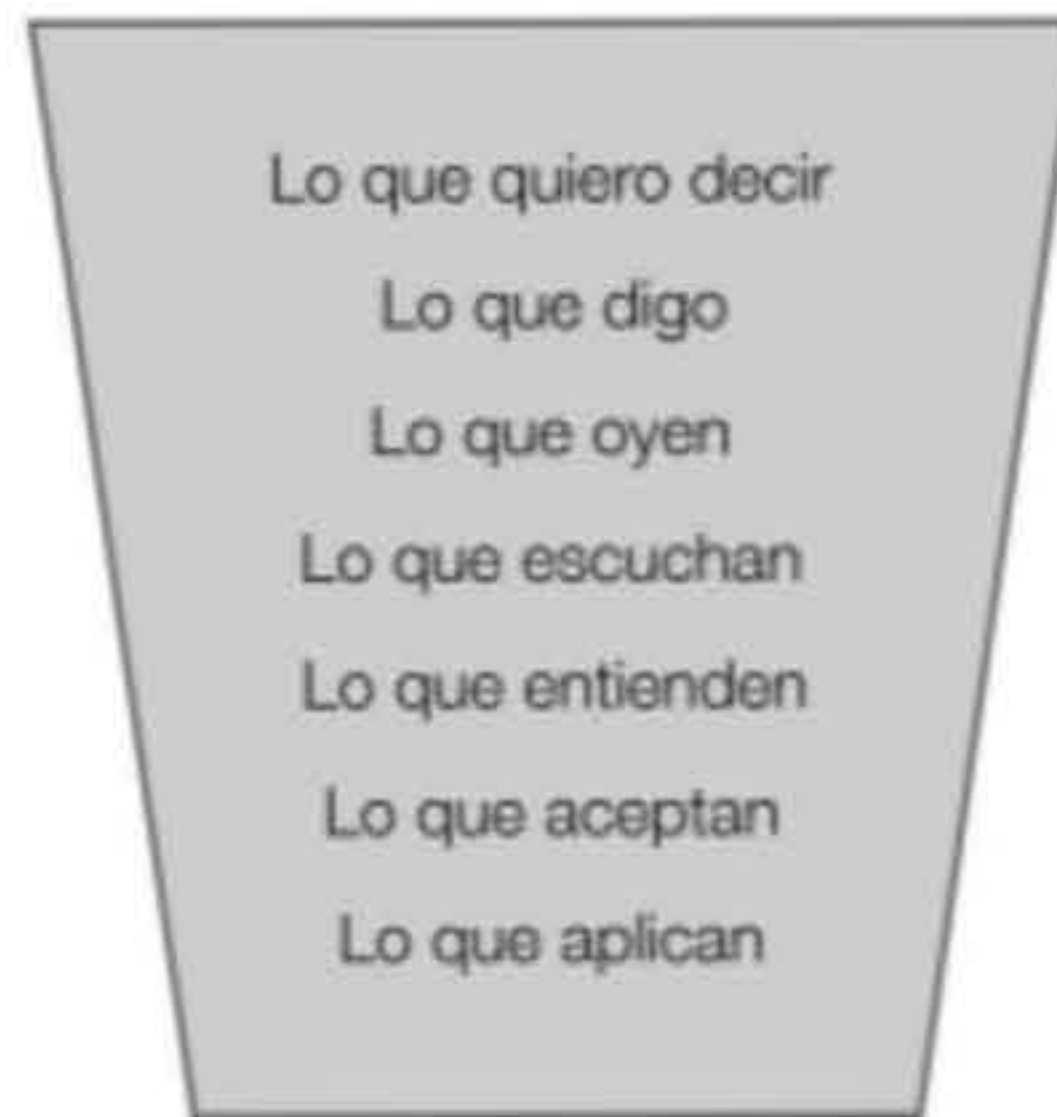 Lo que quiero decir
Lo que digo
Lo que oyen
Lo que escuchan
Lo que entienden
Lo que aceptan
Lo que aplican